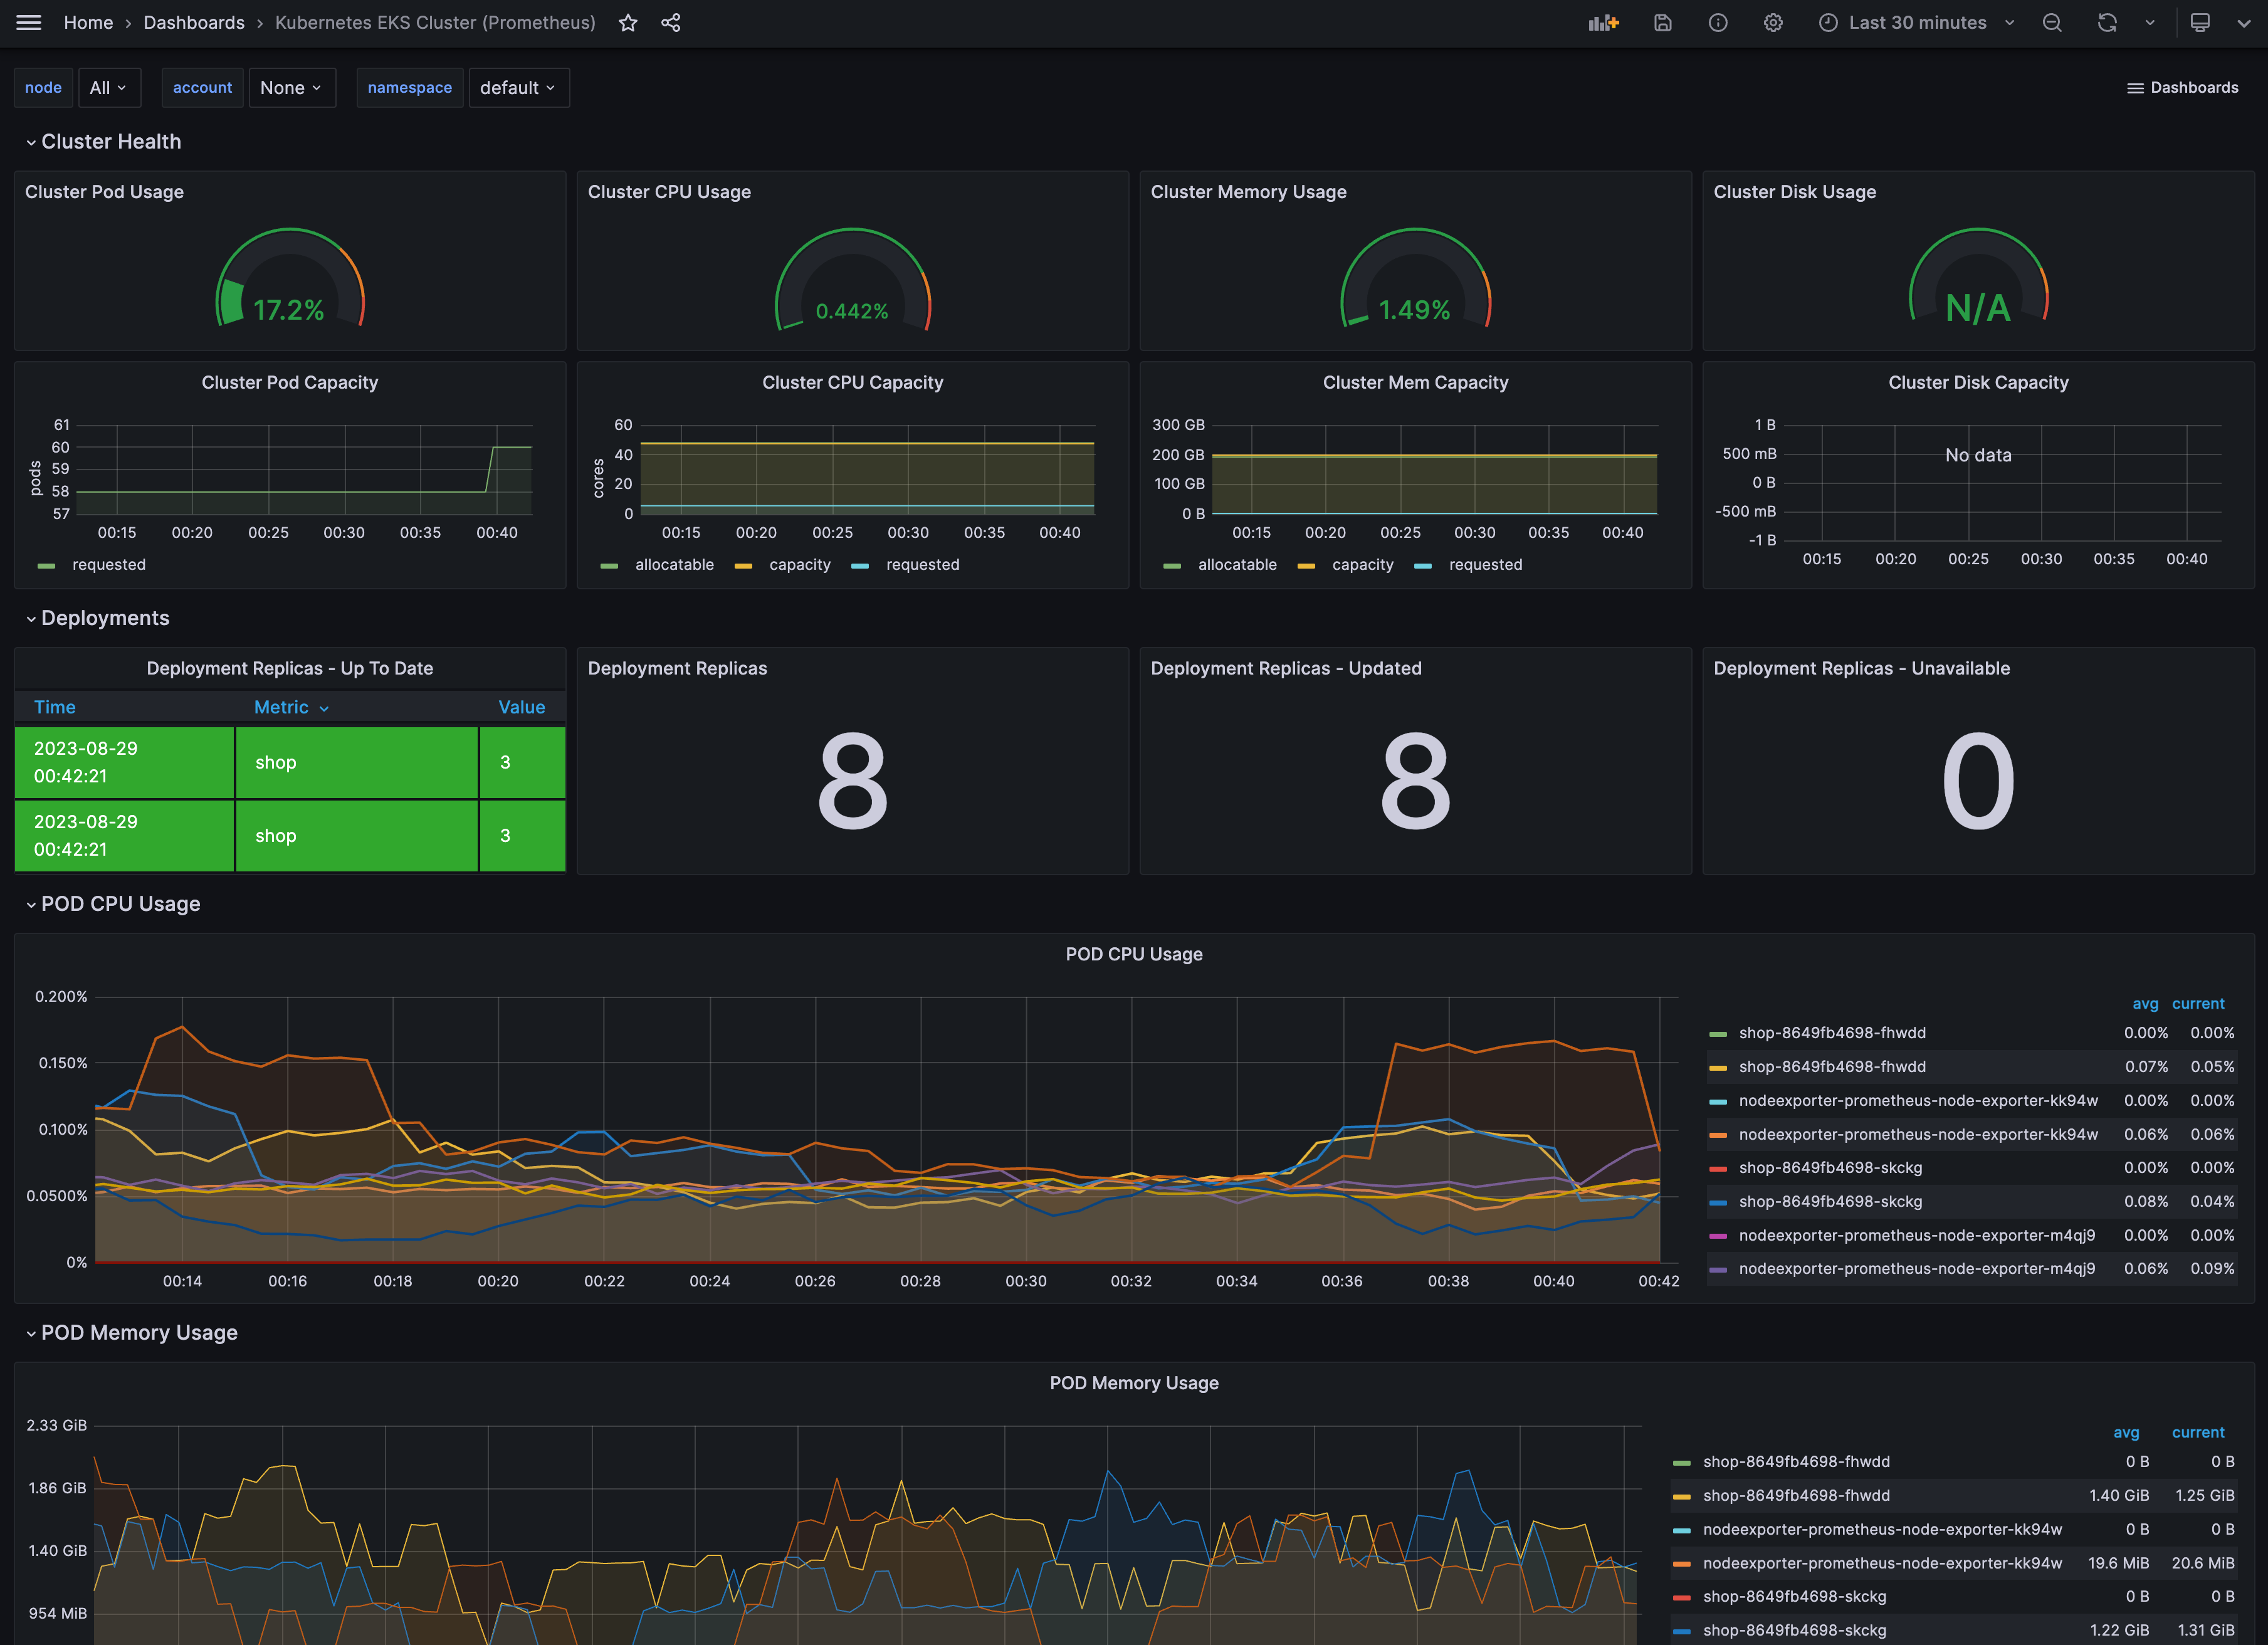 Home › Dashboards › Kubernetes EKS Cluster (Prometheus) Last 30 minutes
node All account None namespace default Dashboards
Cluster Health
Cluster Pod Usage
17.2%
Cluster CPU Usage
0.442%
Cluster Memory Usage
1.49%
Cluster Disk Usage
N/A
Cluster Pod Capacity
pods
61
60
59
58
57
00:15 00:20 00:25 00:30 00:35 00:40
requested
Cluster CPU Capacity
cores
60
40
20
0
00:15 00:20 00:25 00:30 00:35 00:40
allocatable capacity requested
Cluster Mem Capacity
300 GB
200 GB
100 GB
0 B
00:15 00:20 00:25 00:30 00:35 00:40
allocatable capacity requested
Cluster Disk Capacity
1 B
500 mB
0 B
-500 mB
-1 B
No data
00:15 00:20 00:25 00:30 00:35 00:40
Deployments
Deployment Replicas - Up To Date
Time Metric Value
2023-08-29
00:42:21
shop 3
2023-08-29
00:42:21
shop 3
Deployment Replicas
8
Deployment Replicas - Updated
8
Deployment Replicas - Unavailable
0
POD CPU Usage
POD CPU Usage
0.200%
0.150%
0.100%
0.0500%
0%
00:14 00:16 00:18 00:20 00:22 00:24 00:26 00:28 00:30 00:32 00:34 00:36 00:38 00:40 00:42
avg current
shop-8649fb4698-fhwdd 0.00% 0.00%
shop-8649fb4698-fhwdd 0.07% 0.05%
nodeexporter-prometheus-node-exporter-kk94w 0.00% 0.00%
nodeexporter-prometheus-node-exporter-kk94w 0.06% 0.06%
shop-8649fb4698-skckg 0.00% 0.00%
shop-8649fb4698-skckg 0.08% 0.04%
nodeexporter-prometheus-node-exporter-m4qj9 0.00% 0.00%
nodeexporter-prometheus-node-exporter-m4qj9 0.06% 0.09%
POD Memory Usage
POD Memory Usage
2.33 GiB
1.86 GiB
1.40 GiB
954 MiB
avg current
shop-8649fb4698-fhwdd 0 B 0 B
shop-8649fb4698-fhwdd 1.40 GiB 1.25 GiB
nodeexporter-prometheus-node-exporter-kk94w 0 B 0 B
nodeexporter-prometheus-node-exporter-kk94w 19.6 MiB 20.6 MiB
shop-8649fb4698-skckg 0 B 0 B
shop-8649fb4698-skckg 1.22 GiB 1.31 GiB